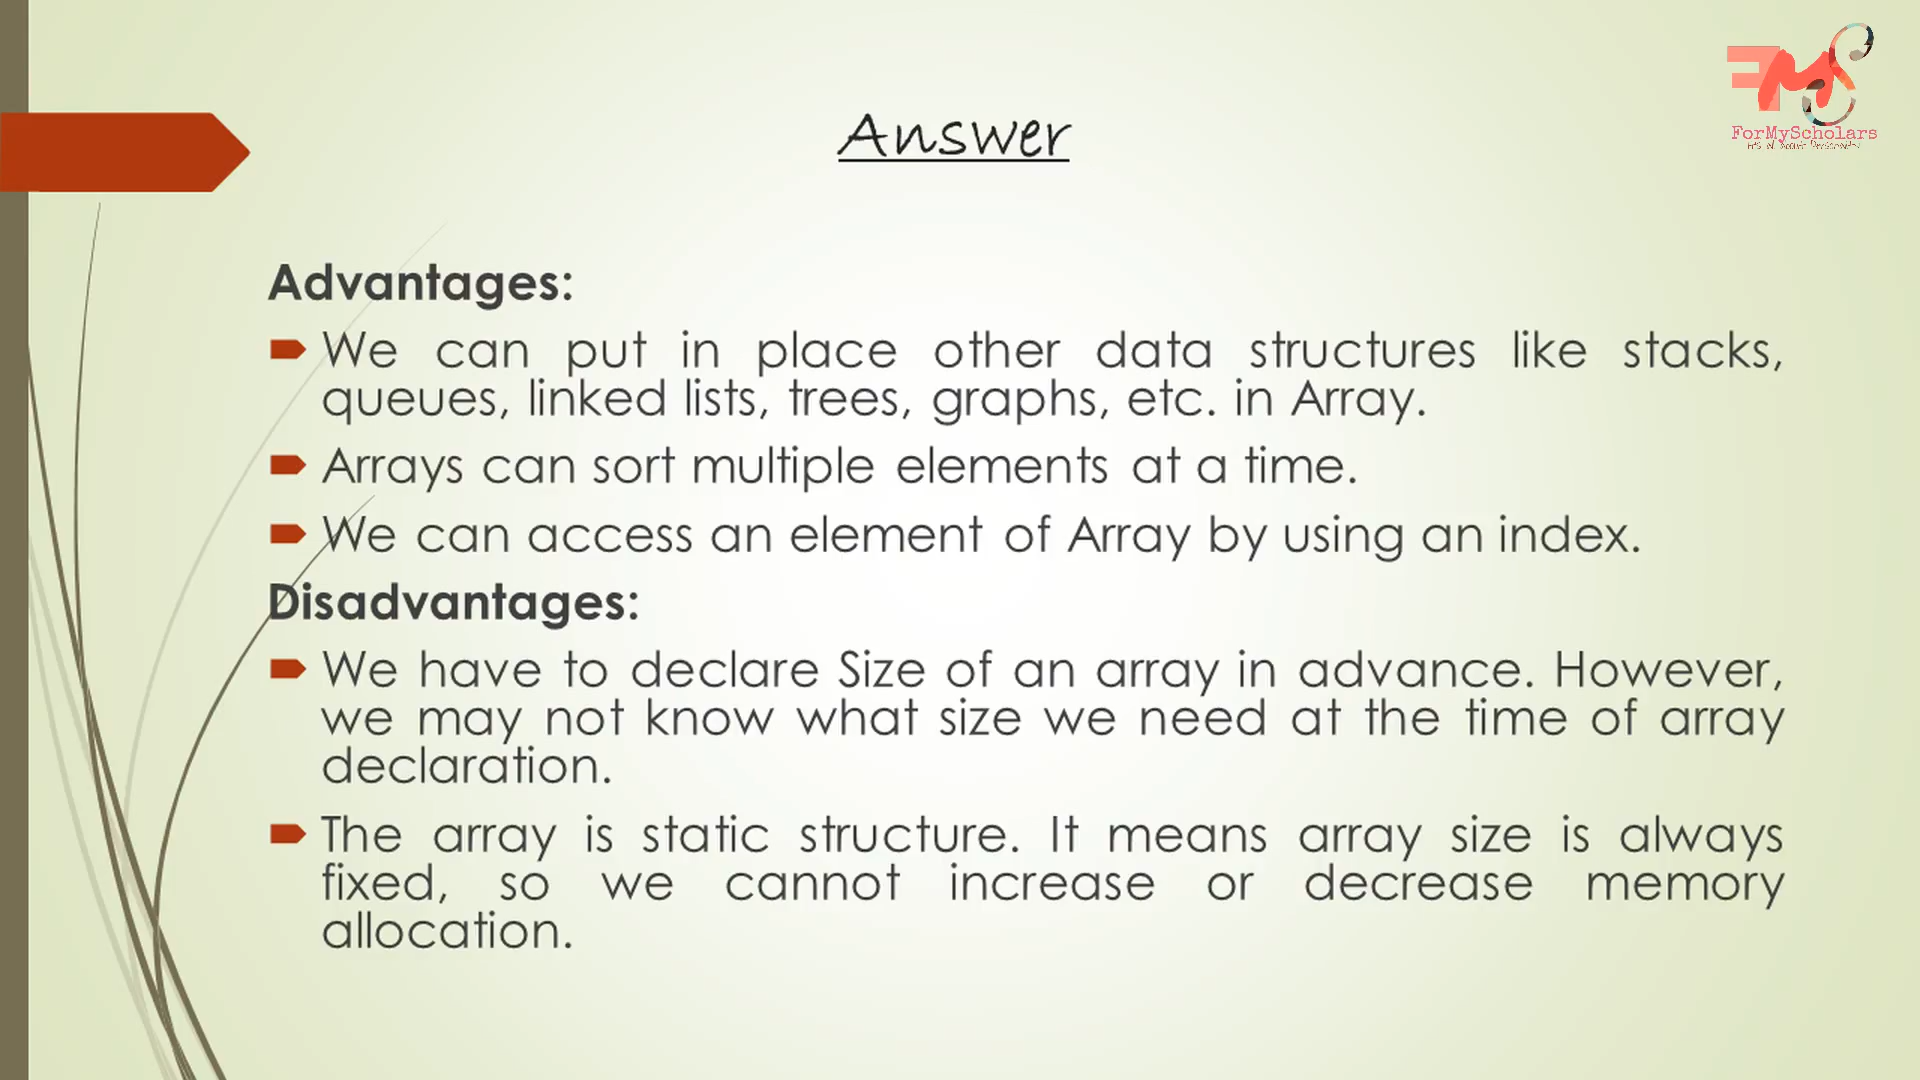 Answer
ForMyScholars
Advantages:
We can put in place other data structures like stacks,
queues, linked lists, trees, graphs, etc. in Array.
Arrays can sort multiple elements at a time.
We can access an element of Array by using an index.
Disadvantages:
We have to declare Size of an array in advance. However,
we may not know what size we need at the time of array
declaration.
The array is static structure. It means array size is always
fixed, so we cannot increase or decrease memory
allocation.